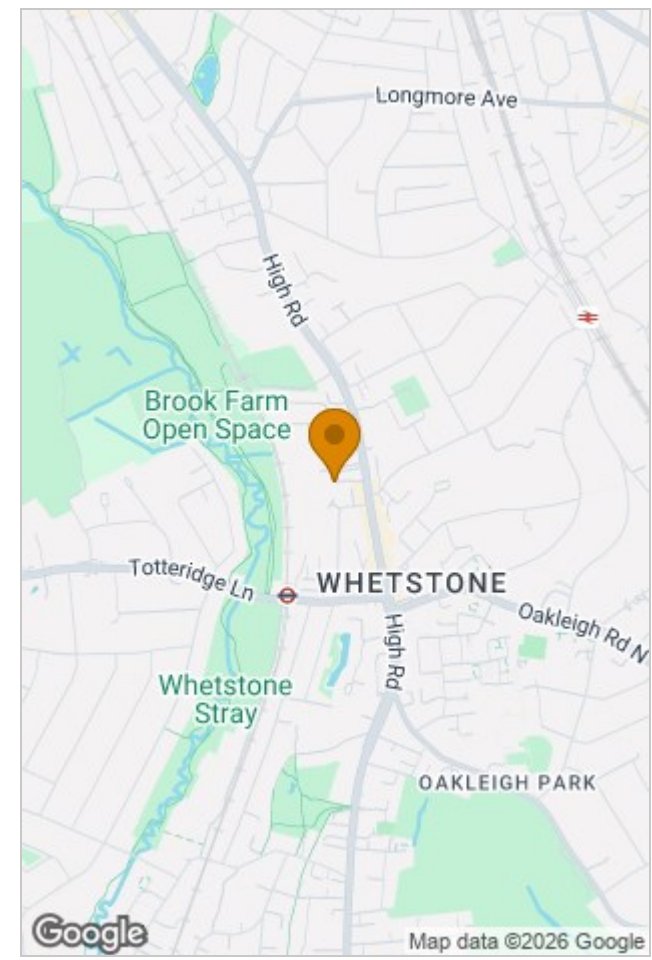 Longmore Ave
High Rd
Brook Farm
Open Space
Totteridge Ln
WHETSTONE
Oakleigh Rd N
High Rd
Whetstone
Stray
OAKLEIGH PARK
Google
Map data ©2026 Google